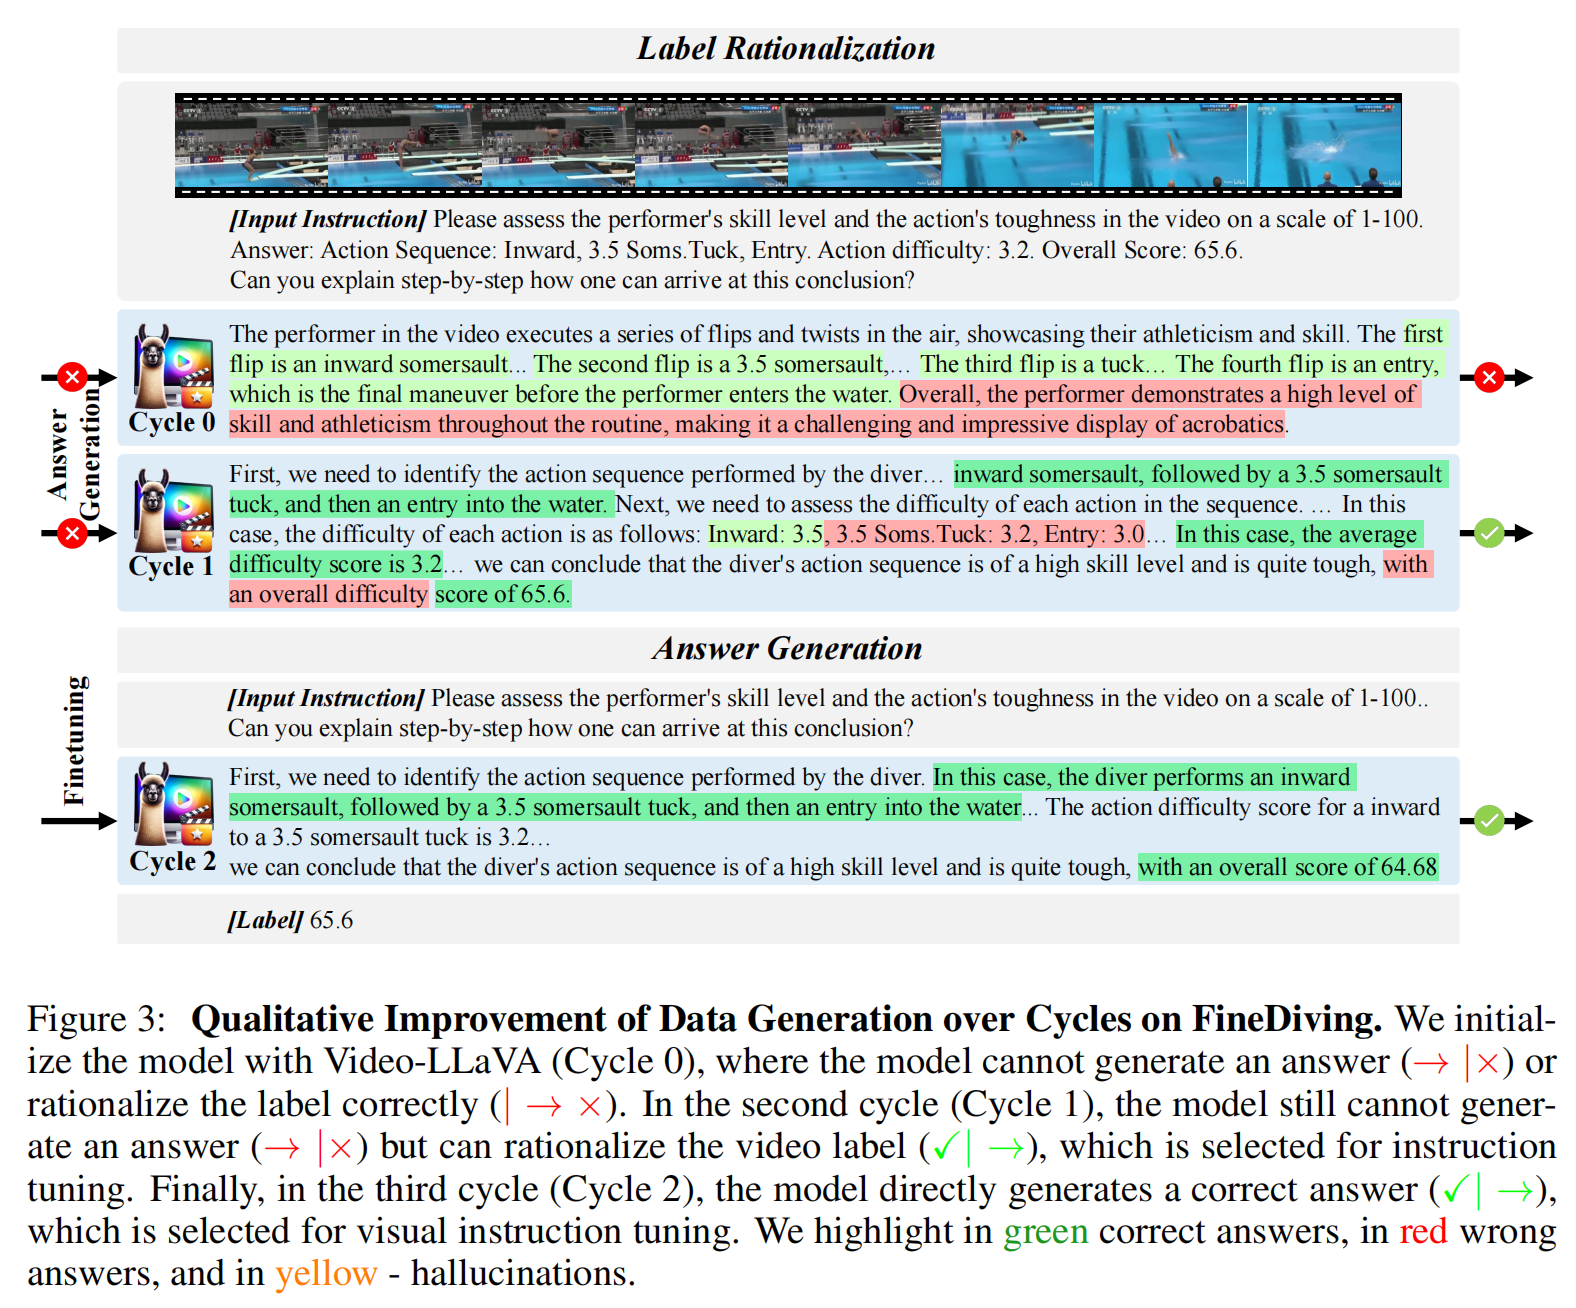 Label Rationalization
[Input Instruction] Please assess the performer's skill level and the action's toughness in the video on a scale of 1-100.
Answer: Action Sequence: Inward, 3.5 Soms.Tuck, Entry. Action difficulty: 3.2. Overall Score: 65.6.
Can you explain step-by-step how one can arrive at this conclusion?
Answer
Generation
The performer in the video executes a series of flips and twists in the air, showcasing their athleticism and skill. The first
flip is an inward somersault... The second flip is a 3.5 somersault,... The third flip is a tuck... The fourth flip is an entry,
which is the final maneuver before the performer enters the water. Overall, the performer demonstrates a high level of
skill and athleticism throughout the routine, making it a challenging and impressive display of acrobatics.
Cycle 0
First, we need to identify the action sequence performed by the diver... inward somersault, followed by a 3.5 somersault
tuck, and then an entry into the water. Next, we need to assess the difficulty of each action in the sequence. ... In this
case, the difficulty of each action is as follows: Inward: 3.5, 3.5 Soms.Tuck: 3.2, Entry: 3.0... In this case, the average
difficulty score is 3.2... we can conclude that the diver's action sequence is of a high skill level and is quite tough, with
an overall difficulty score of 65.6.
Cycle 1
Answer Generation
[Input Instruction] Please assess the performer's skill level and the action's toughness in the video on a scale of 1-100..
Can you explain step-by-step how one can arrive at this conclusion?
Finetuning
First, we need to identify the action sequence performed by the diver. In this case, the diver performs an inward
somersault, followed by a 3.5 somersault tuck, and then an entry into the water... The action difficulty score for a inward
to a 3.5 somersault tuck is 3.2...
we can conclude that the diver's action sequence is of a high skill level and is quite tough, with an overall score of 64.68
Cycle 2
[Label] 65.6
Figure 3: Qualitative Improvement of Data Generation over Cycles on FineDiving. We initial-
ize the model with Video-LLaVA (Cycle 0), where the model cannot generate an answer (→ |×) or
rationalize the label correctly (| → ×). In the second cycle (Cycle 1), the model still cannot gener-
ate an answer (→ |×) but can rationalize the video label (✓| →), which is selected for instruction
tuning. Finally, in the third cycle (Cycle 2), the model directly generates a correct answer (✓| →),
which is selected for visual instruction tuning. We highlight in green correct answers, in red wrong
answers, and in yellow - hallucinations.